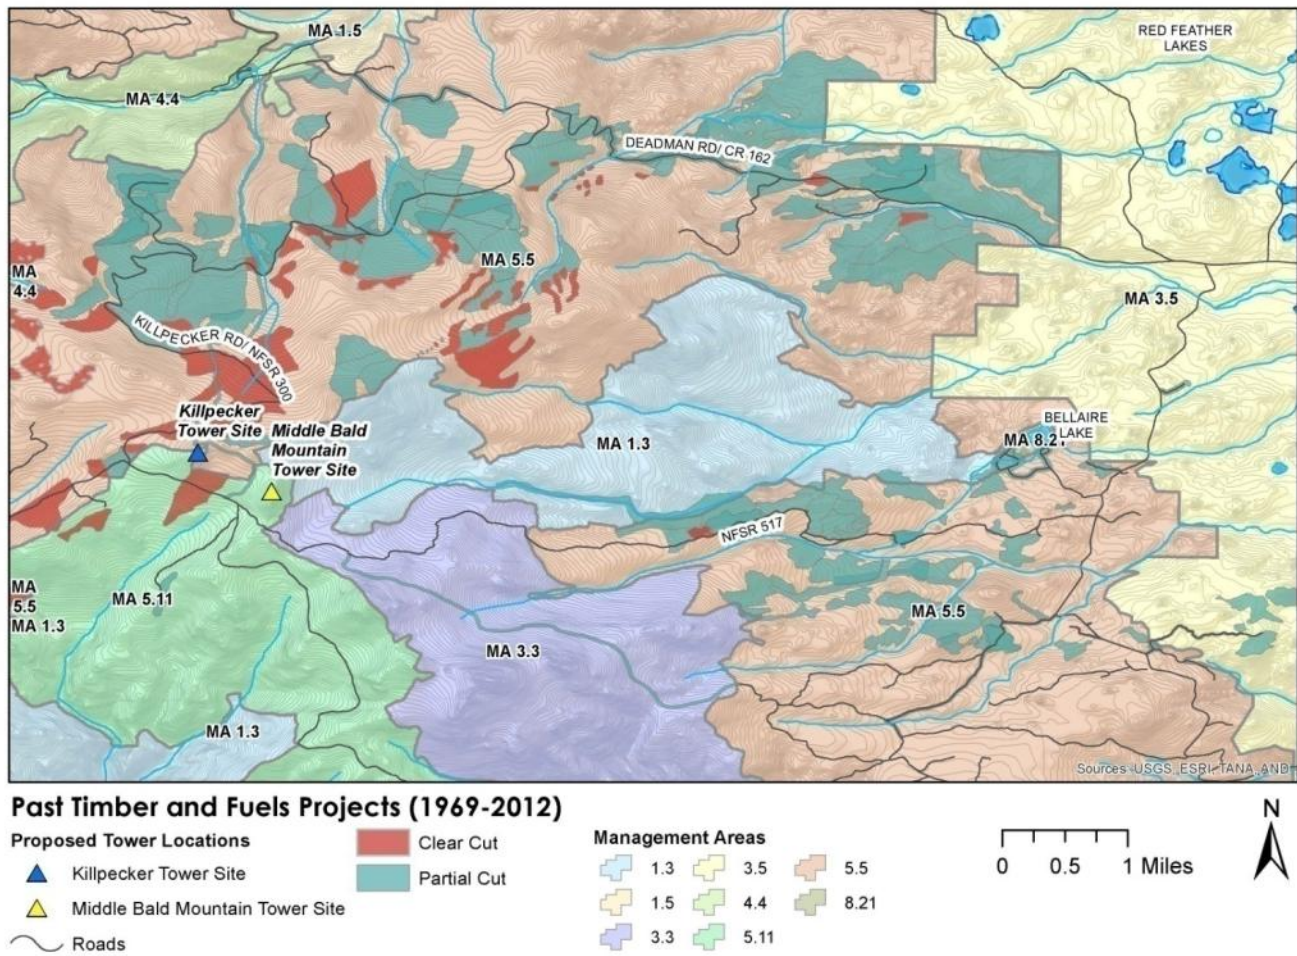 MA 1.5
RED FEATHER
LAKES
MA 4.4
DEADMAN RD/ CR 162
MA 5.5
MA
4.4
MA 3.5
KILLPECKER RD/ NFSR 300
Killpecker
Tower Site
Middle Bald
Mountain
Tower Site
MA 1.3
BELLAIRE
LAKE
MA 8.21
NFSR 517
MA
5.5
MA 1.3
MA 5.11
MA 5.5
MA 3.3
MA 1.3
Sources: USGS, ESRI, TANA, AND
Past Timber and Fuels Projects (1969-2012)
Proposed Tower Locations
Killpecker Tower Site
Middle Bald Mountain Tower Site
Roads
Clear Cut
Partial Cut
Management Areas
1.3
3.5
5.5
1.5
4.4
8.21
3.3
5.11
0 0.5 1 Miles
N